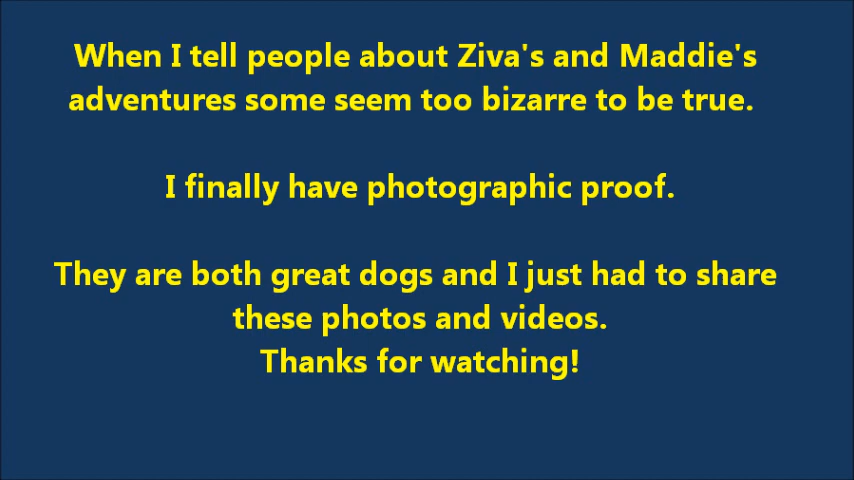 When I tell people about Ziva's and Maddie's
adventures some seem too bizarre to be true.
I finally have photographic proof.
They are both great dogs and I just had to share
these photos and videos.
Thanks for watching!